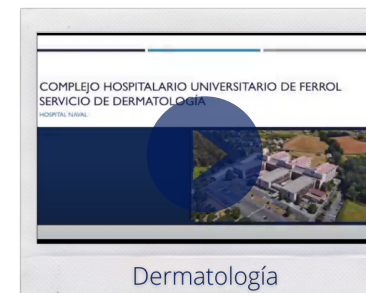 COMPLEJO HOSPITALARIO UNIVERSITARIO DE FERROL
SERVICIO DE DERMATOLOGÍA
HOSPITAL NAVAL
Dermatología